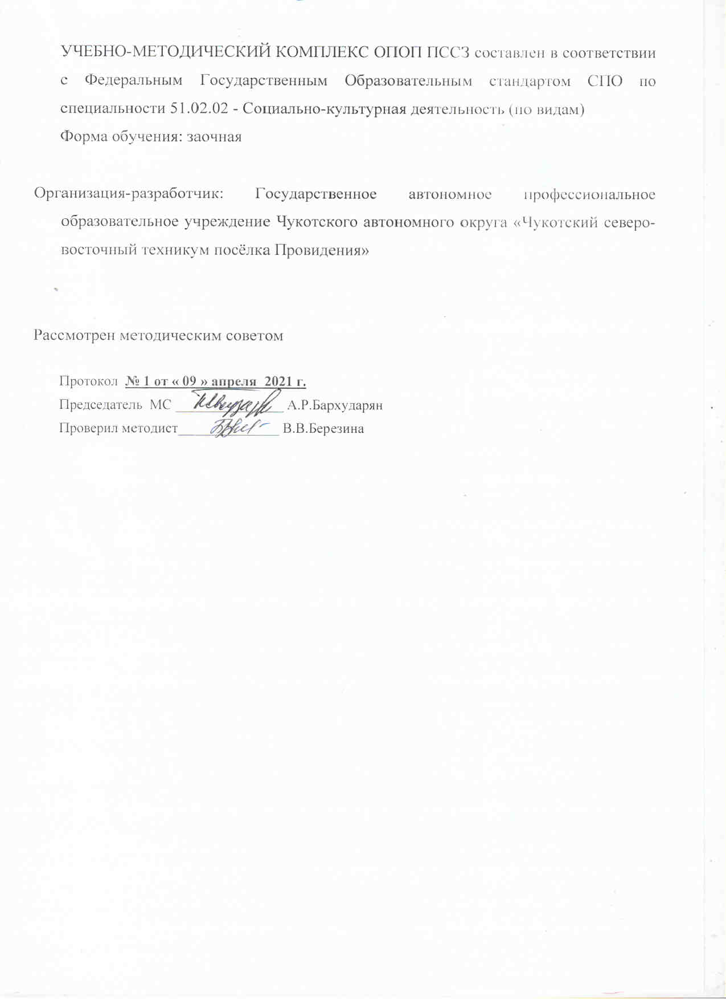 УЧЕБНО-МЕТОДИЧЕСКИЙ КОМПЛЕКС ОПОП ПССЗ составлен в соответствии
с Федеральным Государственным Образовательным стандартом СПО по
специальности 51.02.02 - Социально-культурная деятельность (по видам)
Форма обучения: заочная
Организация-разработчик: Государственное автономное профессиональное
образовательное учреждение Чукотского автономного округа «Чукотский северо-
восточный техникум посёлка Провидения»
Рассмотрен методическим советом
Протокол № 1 от « 09 » апреля 2021 г.
Председатель МС ______________ А.Р.Бархударян
Проверил методист______________ В.В.Березина